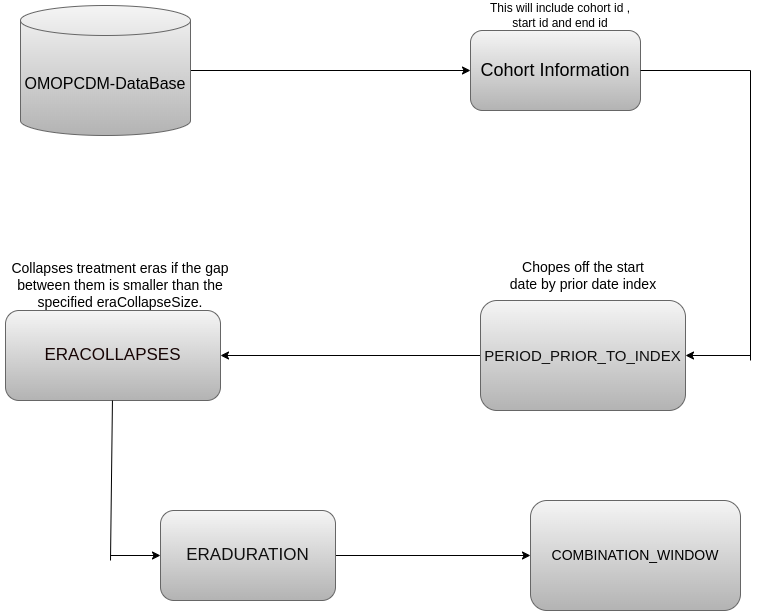 This will include cohort id ,
start id and end id
OMOPCDM-DataBase
Cohort Information
Collapses treatment eras if the gap
between them is smaller than the
specified eraCollapseSize.
Chopes off the start
date by prior date index
ERACOLLAPSES
PERIOD_PRIOR_TO_INDEX
ERADURATION
COMBINATION_WINDOW